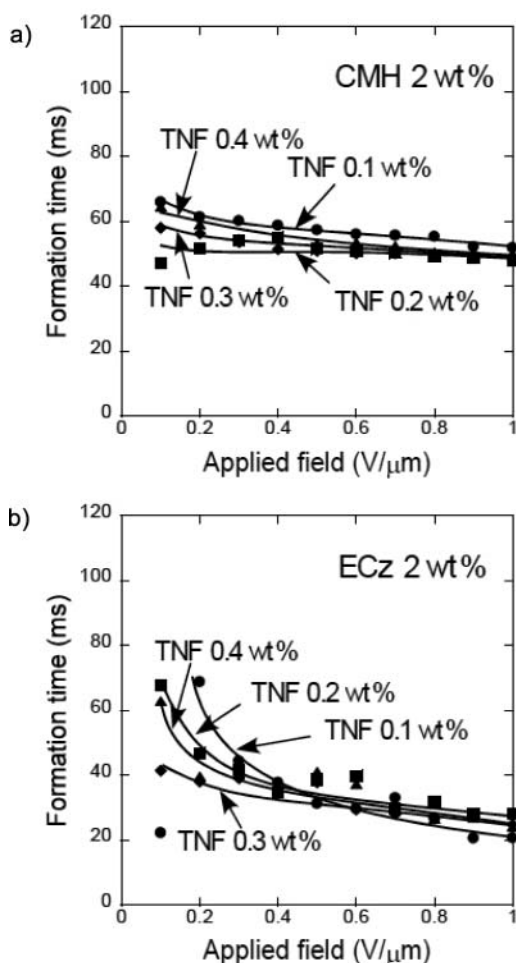 a)
120
100
80
60
40
20
0
Formation time (ms)
CMH 2 wt%
TNF 0.4 wt%
TNF 0.1 wt%
TNF 0.3 wt%
TNF 0.2 wt%
0 0.2 0.4 0.6 0.8 1
Applied field (V/μm)
b)
120
100
80
60
40
20
0
Formation time (ms)
ECz 2 wt%
TNF 0.4 wt%
TNF 0.2 wt%
TNF 0.1 wt%
TNF 0.3 wt%
0 0.2 0.4 0.6 0.8 1
Applied field (V/μm)